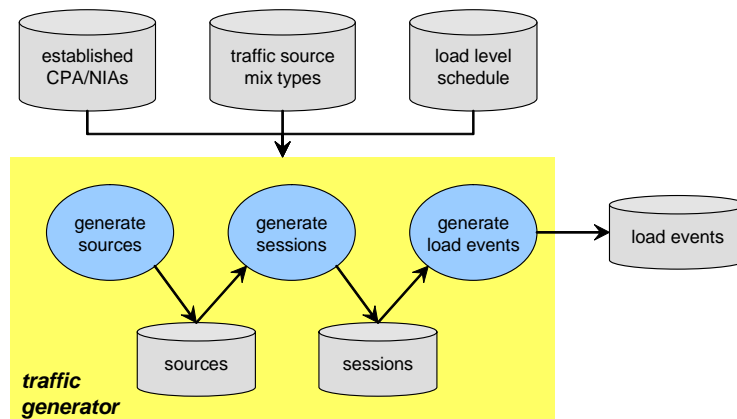 established
CPA/NIAs
traffic source
mix types
load level
schedule
generate
sources
generate
sessions
generate
load events
load events
sources
sessions
traffic
generator